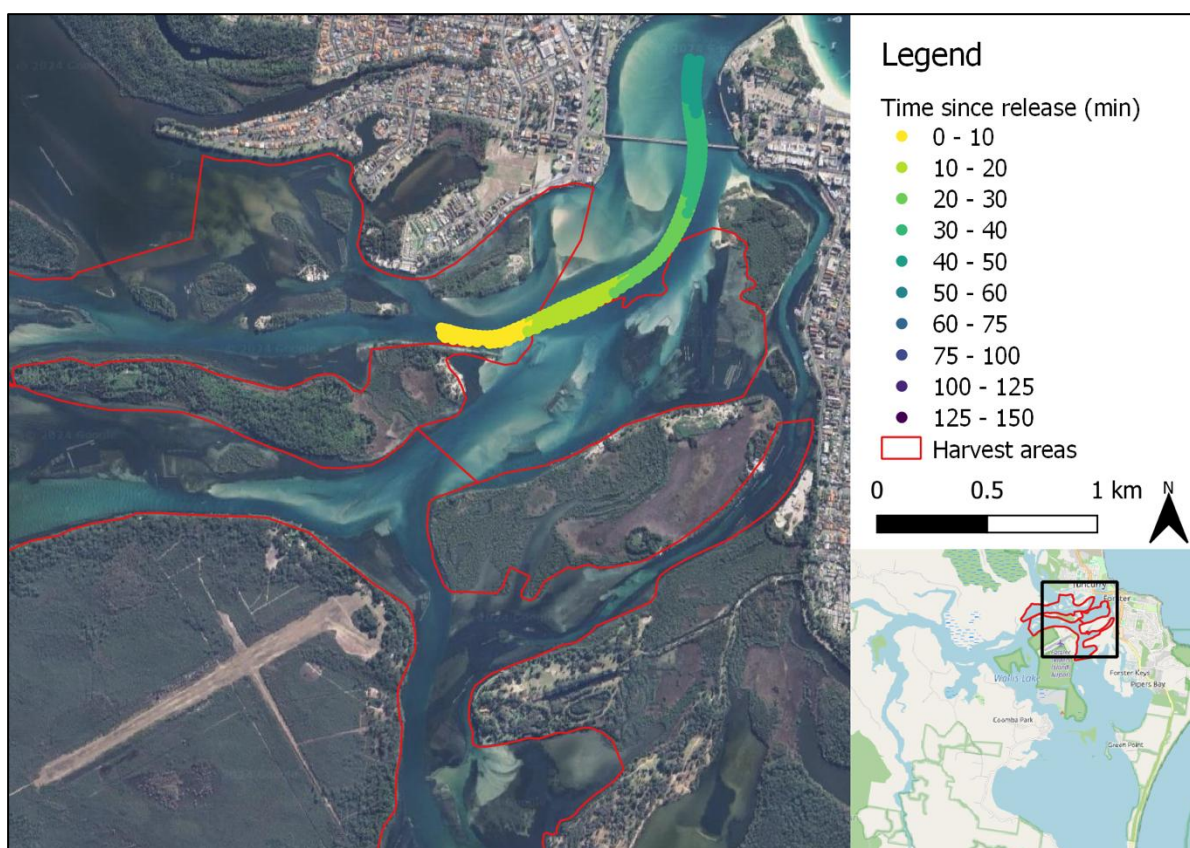 Legend
Time since release (min)
0 - 10
10 - 20
20 - 30
30 - 40
40 - 50
50 - 60
60 - 75
75 - 100
100 - 125
125 - 150
Harvest areas
0 0.5 1 km
N
Tuncurry
Forster
Wallis Lake
Forster Keys
Pipers Bay
Coomba Park
Green Point